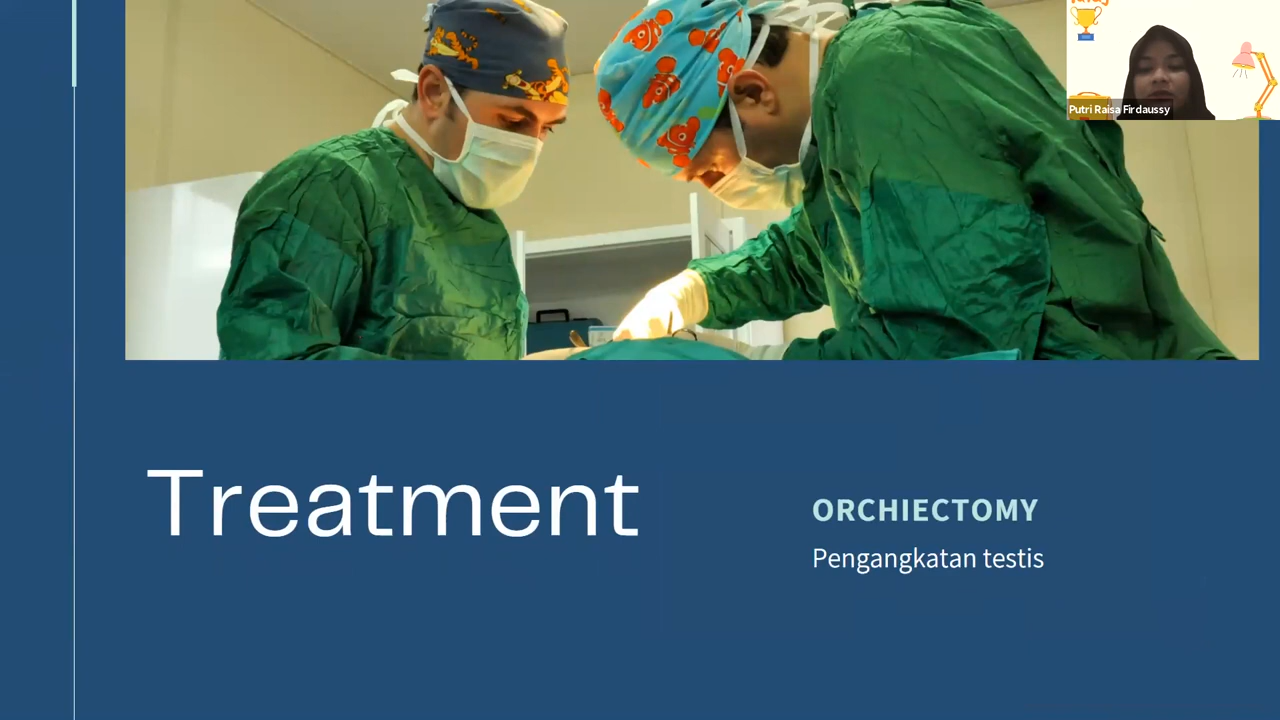 Putri Raisa Firdaussy
Treatment
ORCHIECTOMY
Pengangkatan testis